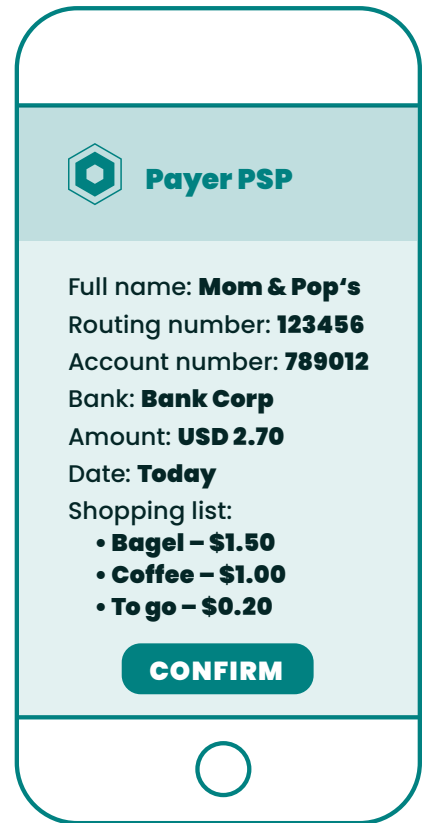 Payer PSP
Full name: Mom & Pop‘s
Routing number: 123456
Account number: 789012
Bank: Bank Corp
Amount: USD 2.70
Date: Today
Shopping list:
• Bagel – $1.50
• Coffee – $1.00
• To go – $0.20
CONFIRM